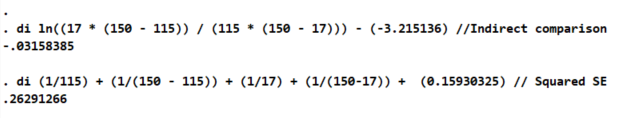 .
. di ln((17 * (150 - 115)) / (115 * (150 - 17))) - (-3.215136) //Indirect comparison
-.03158385
. di (1/115) + (1/(150 - 115)) + (1/17) + (1/(150-17)) +  (0.15930325) // Squared SE
.26291266